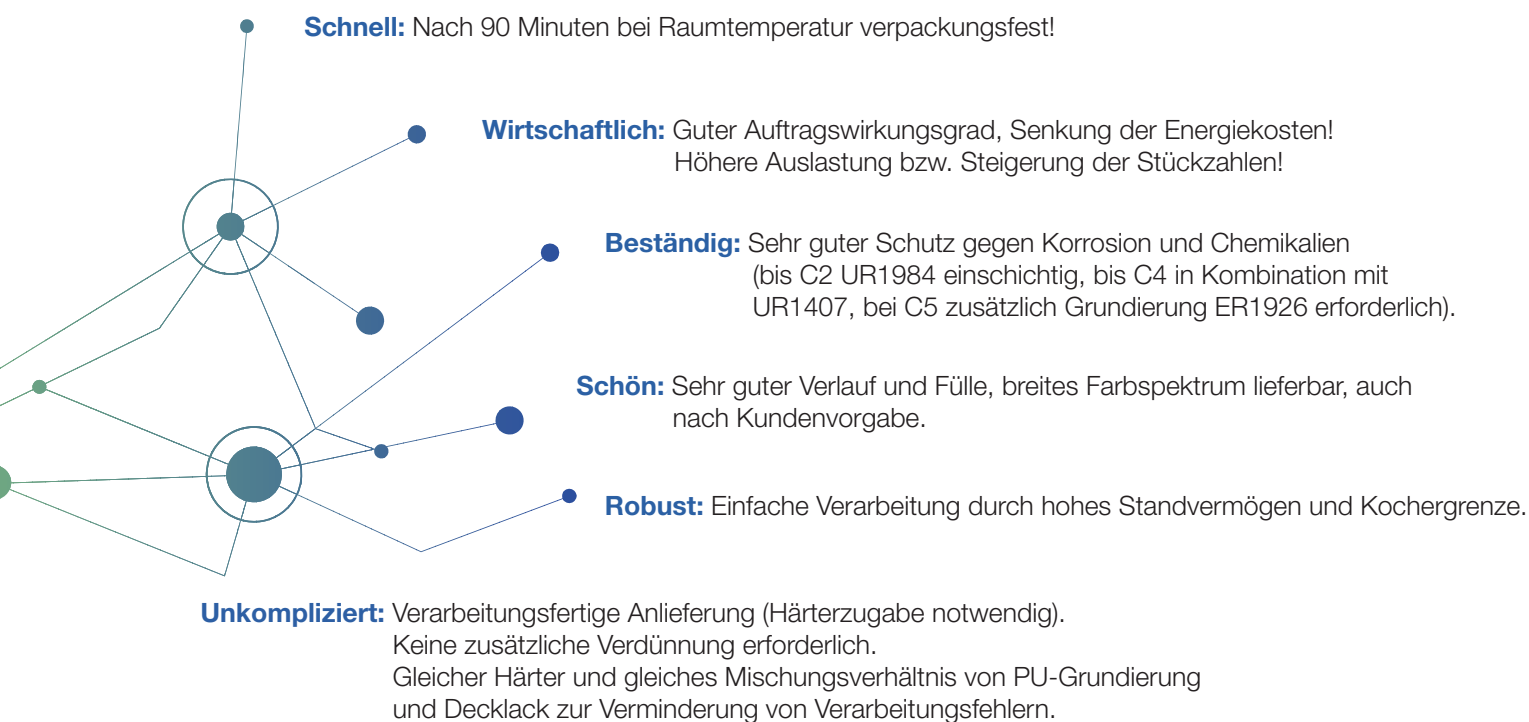 Schnell: Nach 90 Minuten bei Raumtemperatur verpackungsfest!
Wirtschaftlich: Guter Auftragswirkungsgrad, Senkung der Energiekosten!
Höhere Auslastung bzw. Steigerung der Stückzahlen!
Beständig: Sehr guter Schutz gegen Korrosion und Chemikalien
(bis C2 UR1984 einschichtig, bis C4 in Kombination mit
UR1407, bei C5 zusätzlich Grundierung ER1926 erforderlich).
Schön: Sehr guter Verlauf und Fülle, breites Farbspektrum lieferbar, auch
nach Kundenvorgabe.
Robust: Einfache Verarbeitung durch hohes Standvermögen und Kochergrenze.
Unkompliziert: Verarbeitungsfertige Anlieferung (Härterzugabe notwendig).
Keine zusätzliche Verdünnung erforderlich.
Gleicher Härter und gleiches Mischungsverhältnis von PU-Grundierung
und Decklack zur Verminderung von Verarbeitungsfehlern.